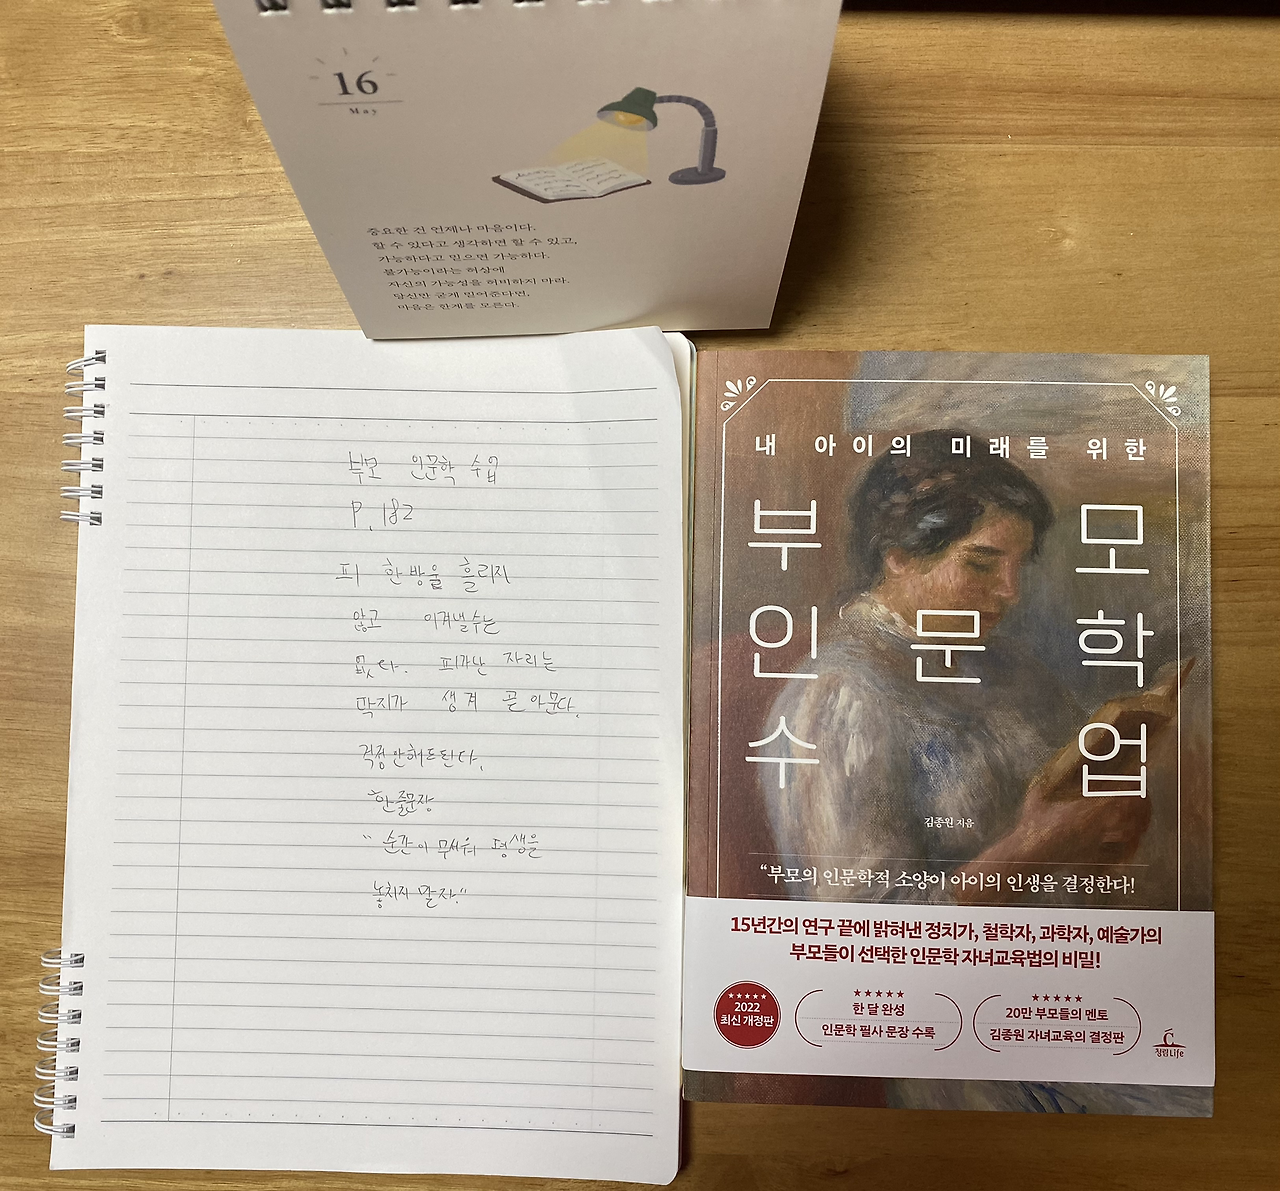 16
May
중요한 건 언제나 마음이다.
할 수 있다고 생각하면 할 수 있고,
가능하다고 믿으면 가능하다.
불가능이라는 허상에
자신의 가능성을 허비하지 마라.
당신만 굳게 믿어준다면,
마음은 한계를 모른다.
부모 인문학 수업
P. 182
피 한방울 흘리지
않고 이겨낼수는
없다. 피가난 자리는
딱지가 생겨 곧 아문다.
걱정안해도된다.
한줄문장
“ 순간이 무서워 평생을
놓치지 말자.”
내 아이의 미래를 위한
부모
인문학
수업
김종원 지음
“부모의 인문학적 소양이 아이의 인생을 결정한다!
15년간의 연구 끝에 밝혀낸 정치가, 철학자, 과학자, 예술가의
부모들이 선택한 인문학 자녀교육법의 비밀!
★★★★★
2022
최신 개정판
★★★★★
한 달 완성
인문학 필사 문장 수록
★★★★★
20만 부모들의 멘토
김종원 자녀교육의 결정판
청림Life